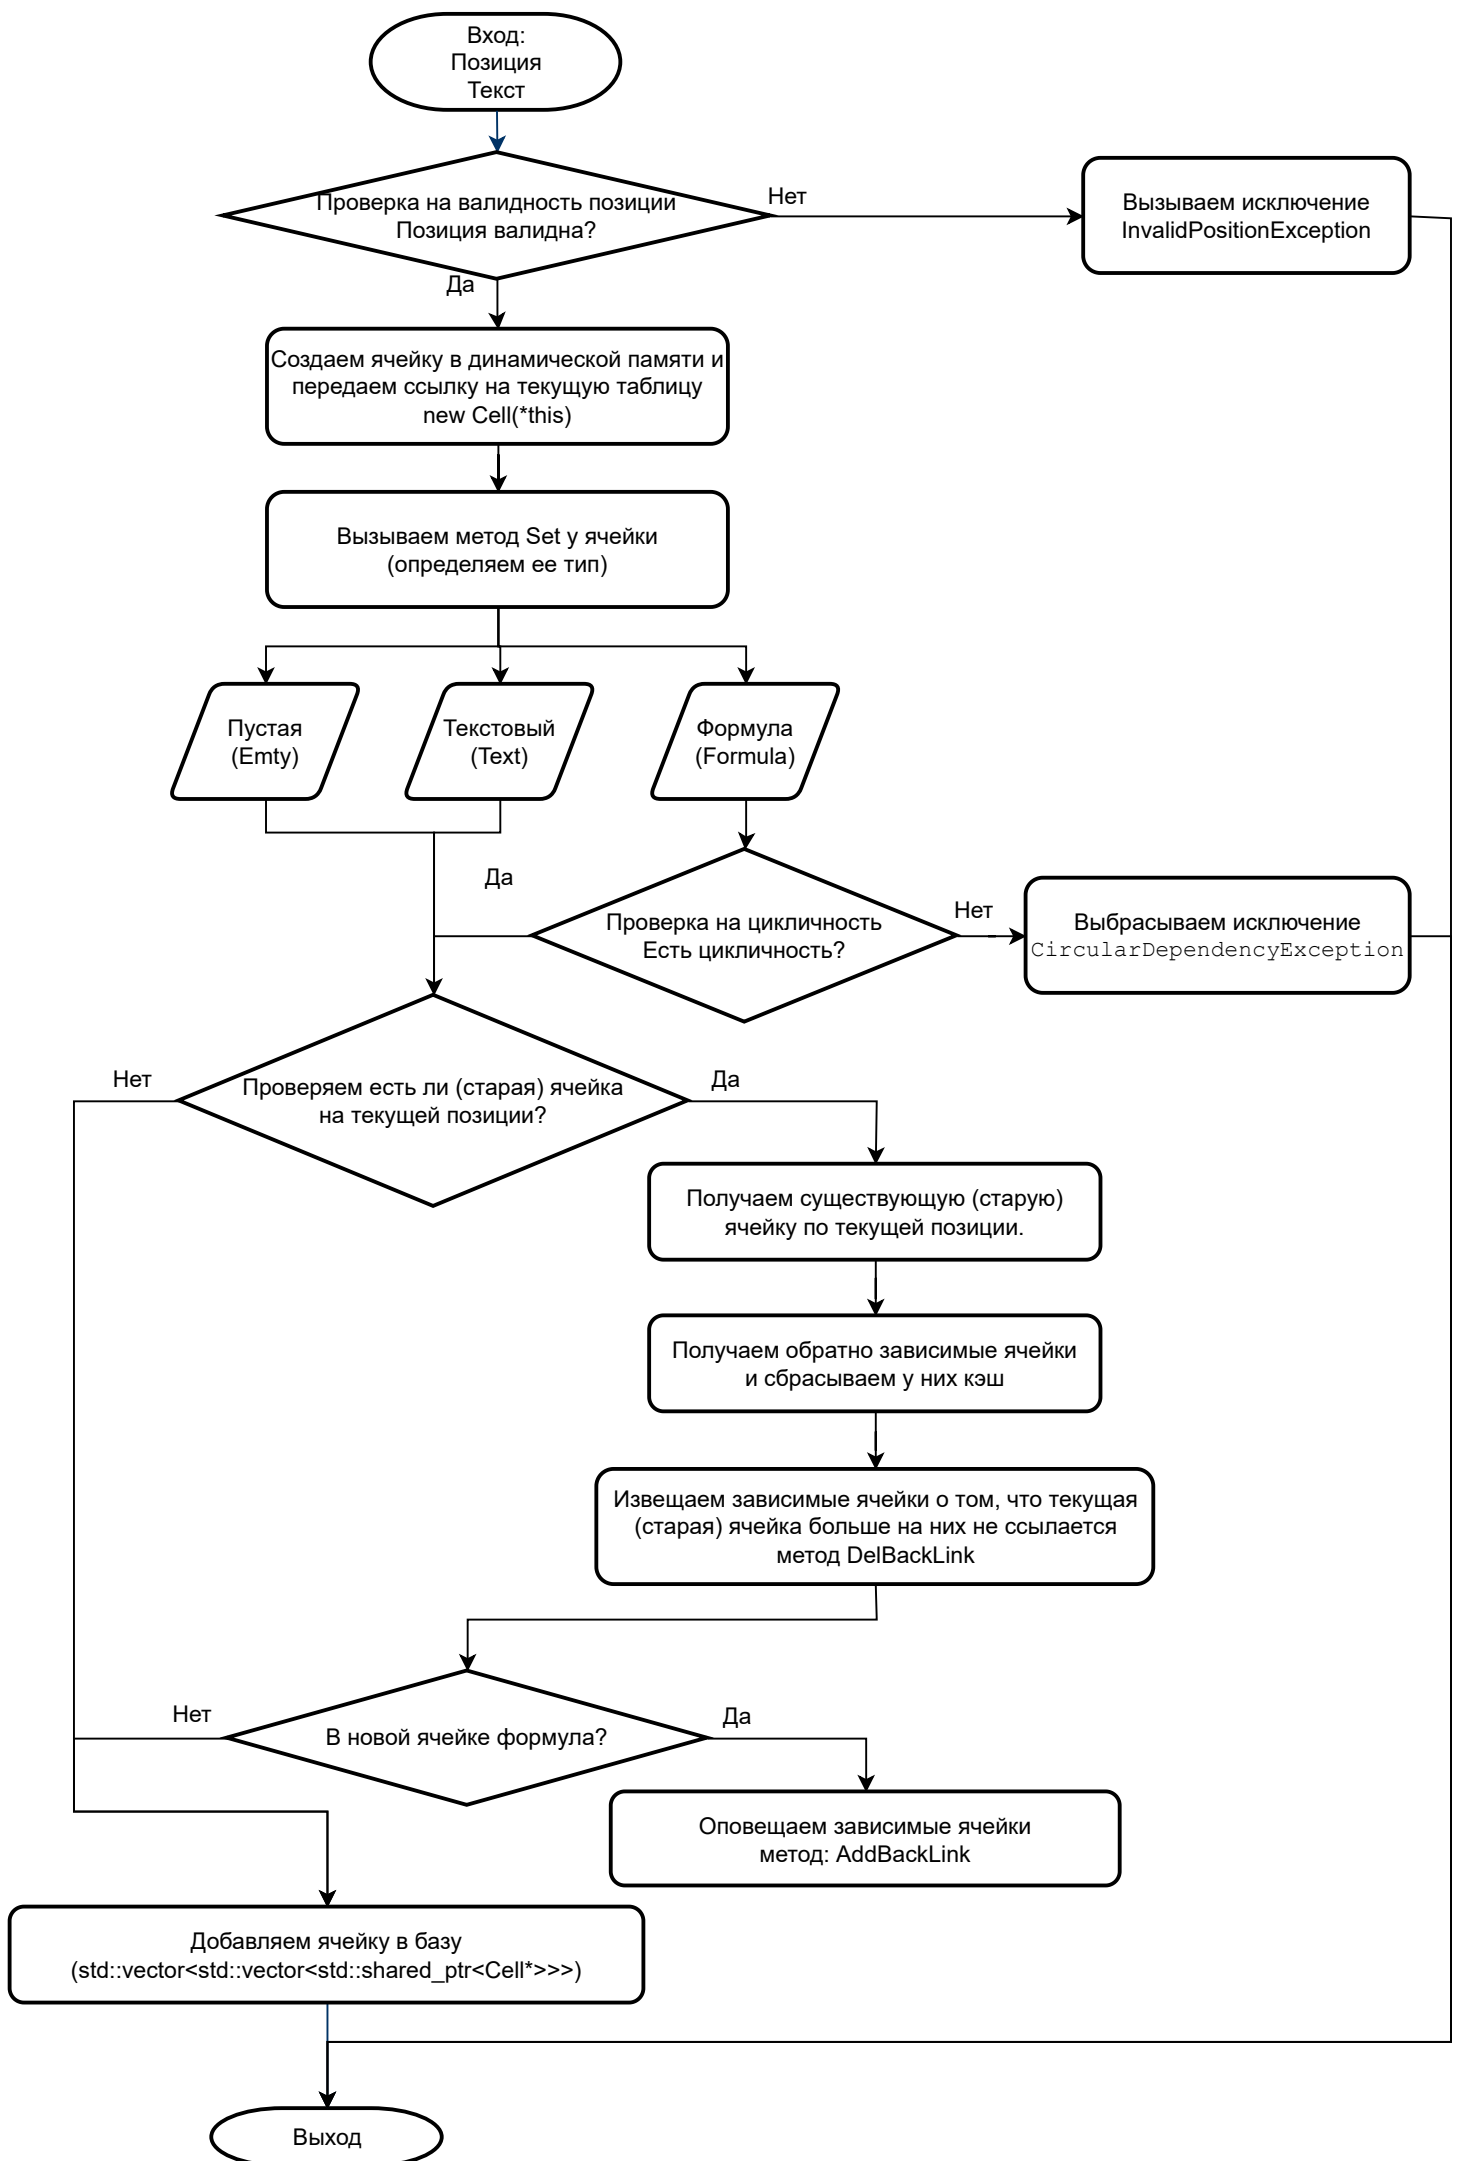 Вход:
Позиция
Текст
Проверка на валидность позиции
Позиция валидна?
Нет
Вызываем исключение
InvalidPositionException
Да
Создаем ячейку в динамической памяти и
передаем ссылку на текущую таблицу
new Cell(*this)
Вызываем метод Set у ячейки
(определяем ее тип)
Пустая
(Emty)
Текстовый
(Text)
Формула
(Formula)
Да
Проверка на цикличность
Есть цикличность?
Нет
Выбрасываем исключение
CircularDependencyException
Нет
Проверяем есть ли (старая) ячейка
на текущей позиции?
Да
Получаем существующую (старую)
ячейку по текущей позиции.
Получаем обратно зависимые ячейки
и сбрасываем у них кэш
Извещаем зависимые ячейки о том, что текущая
(старая) ячейка больше на них не ссылается
метод DelBackLink
Нет
В новой ячейке формула?
Да
Оповещаем зависимые ячейки
метод: AddBackLink
Добавляем ячейку в базу
(std::vector<std::vector<std::shared_ptr<Cell*>>>)
Выход